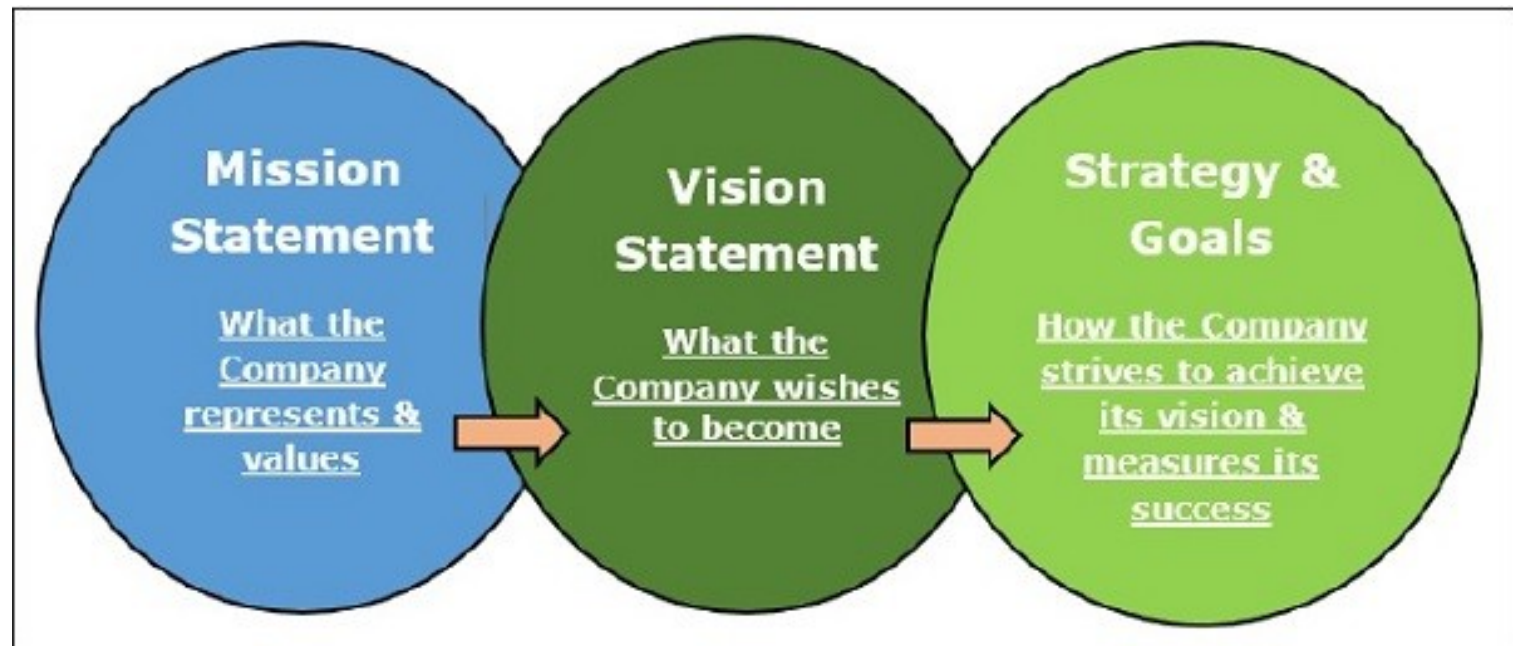 Mission
Statement
What the
Company
represents &
values
Vision
Statement
What the
Company wishes
to become
Strategy &
Goals
How the Company
strives to achieve
its vision &
measures its
success